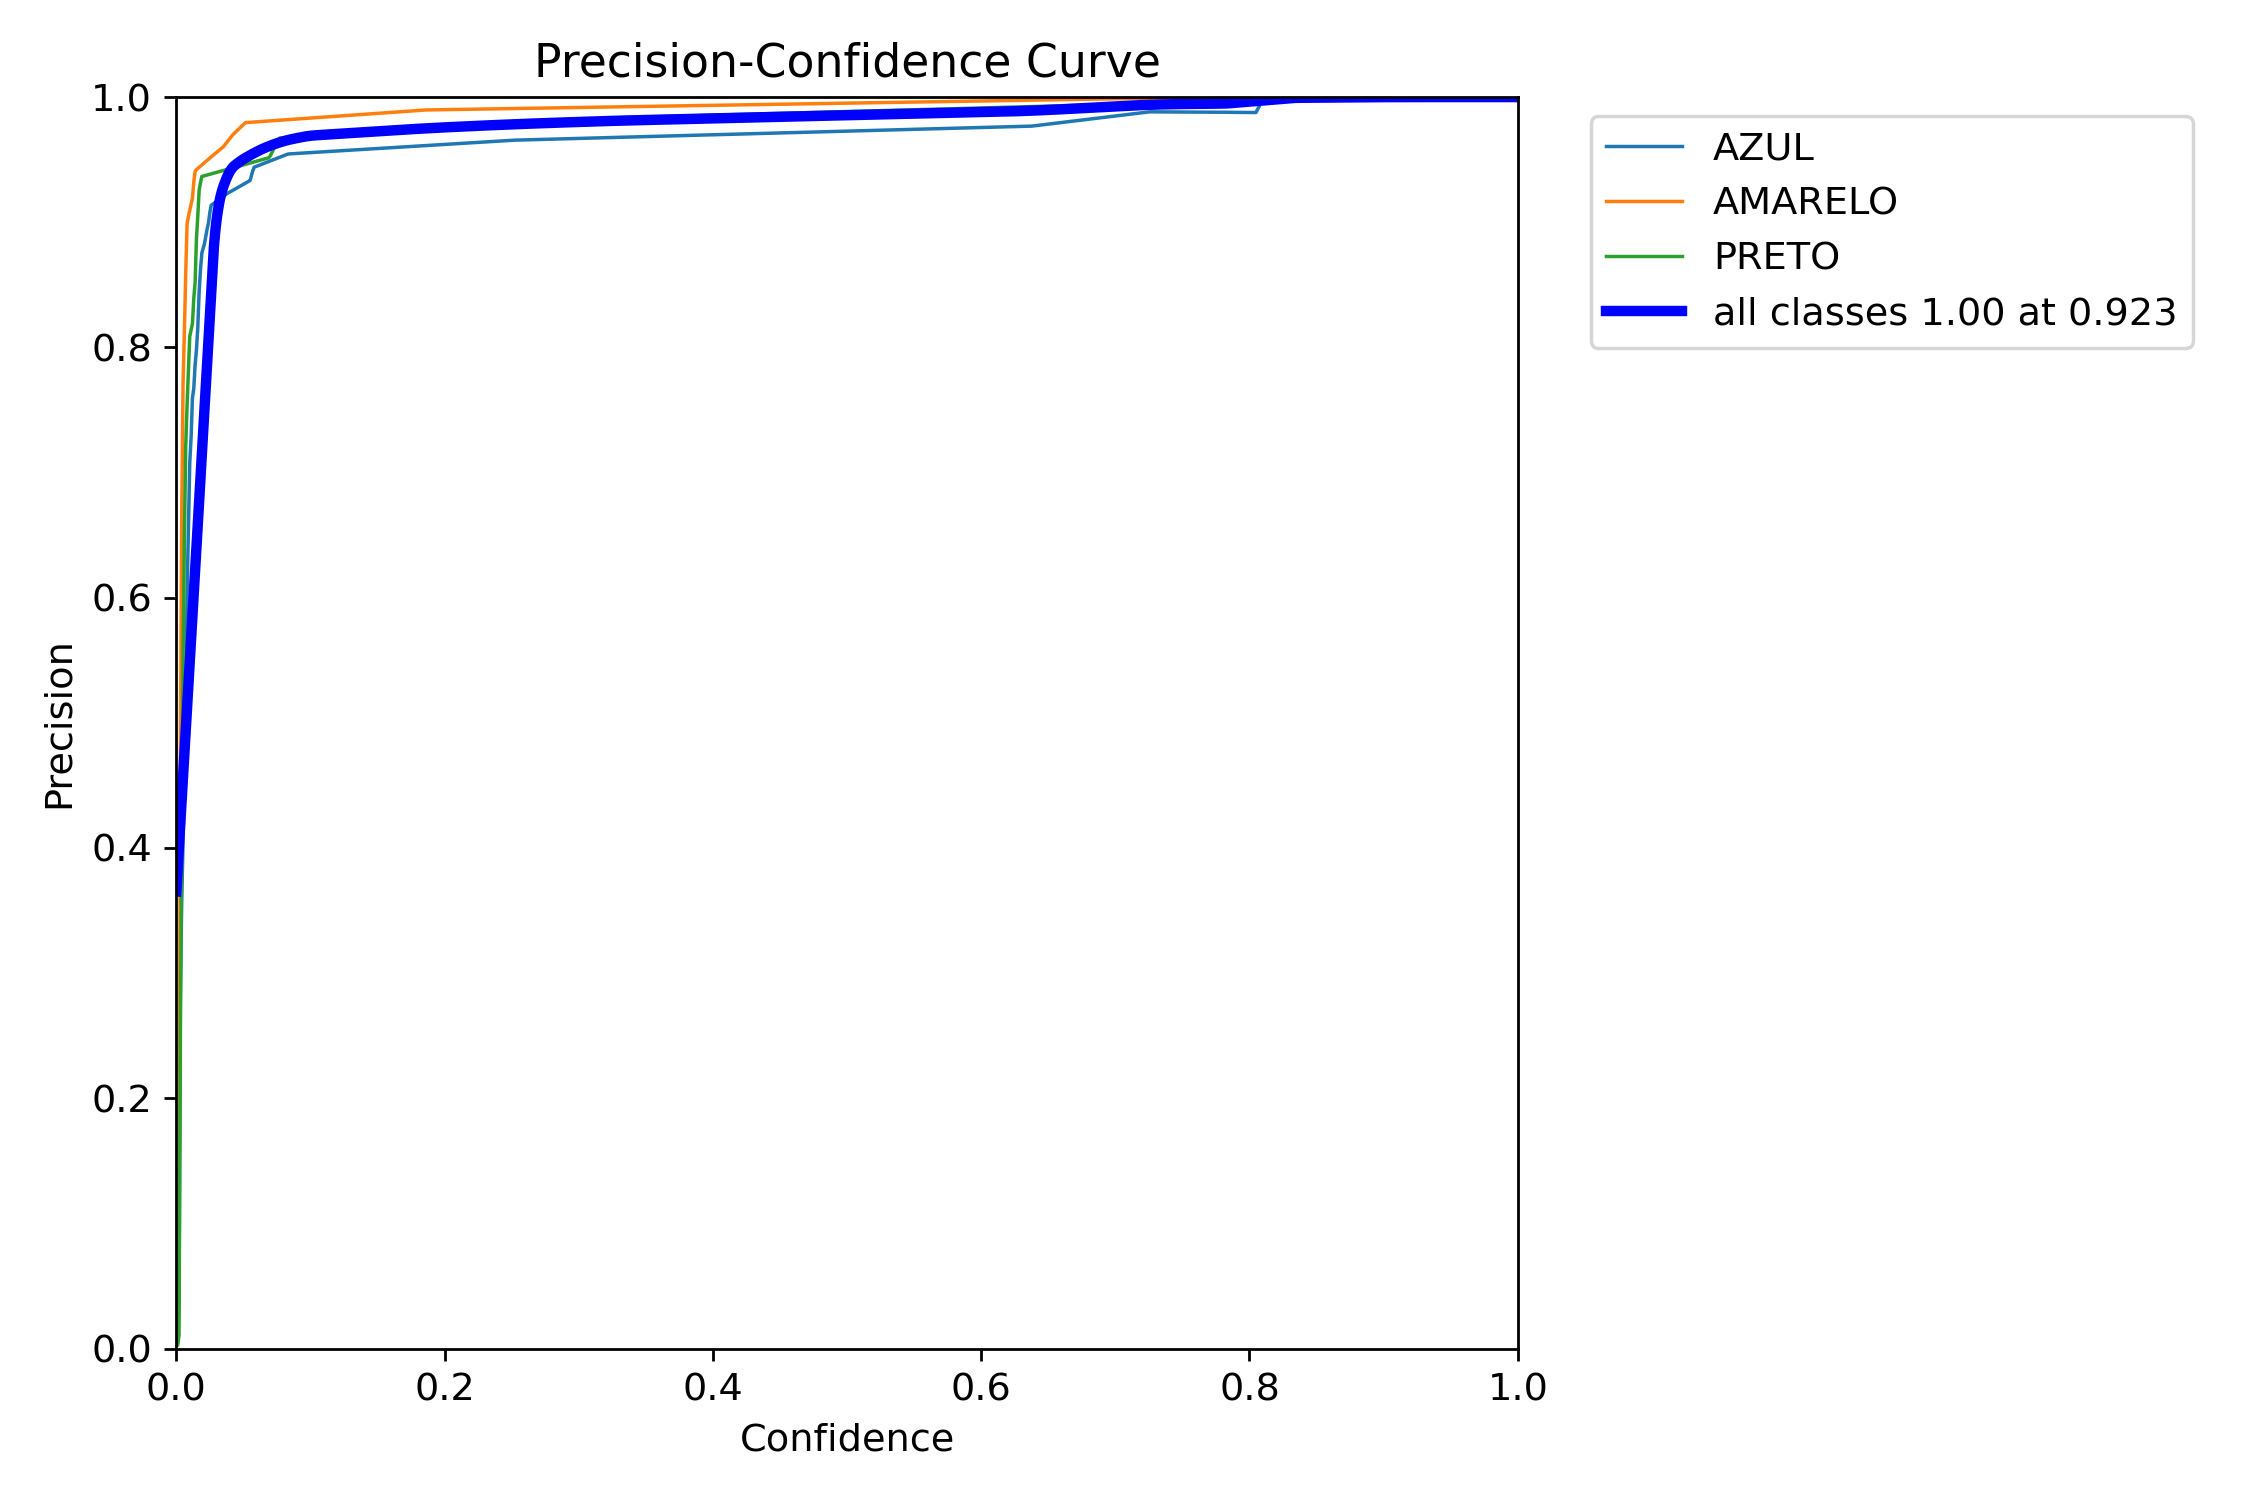 Precision-Confidence Curve
1.0
0.8
0.6
0.4
0.2
0.0
Precision
0.0 0.2 0.4 0.6 0.8 1.0
Confidence
AZUL
AMARELO
PRETO
all classes 1.00 at 0.923